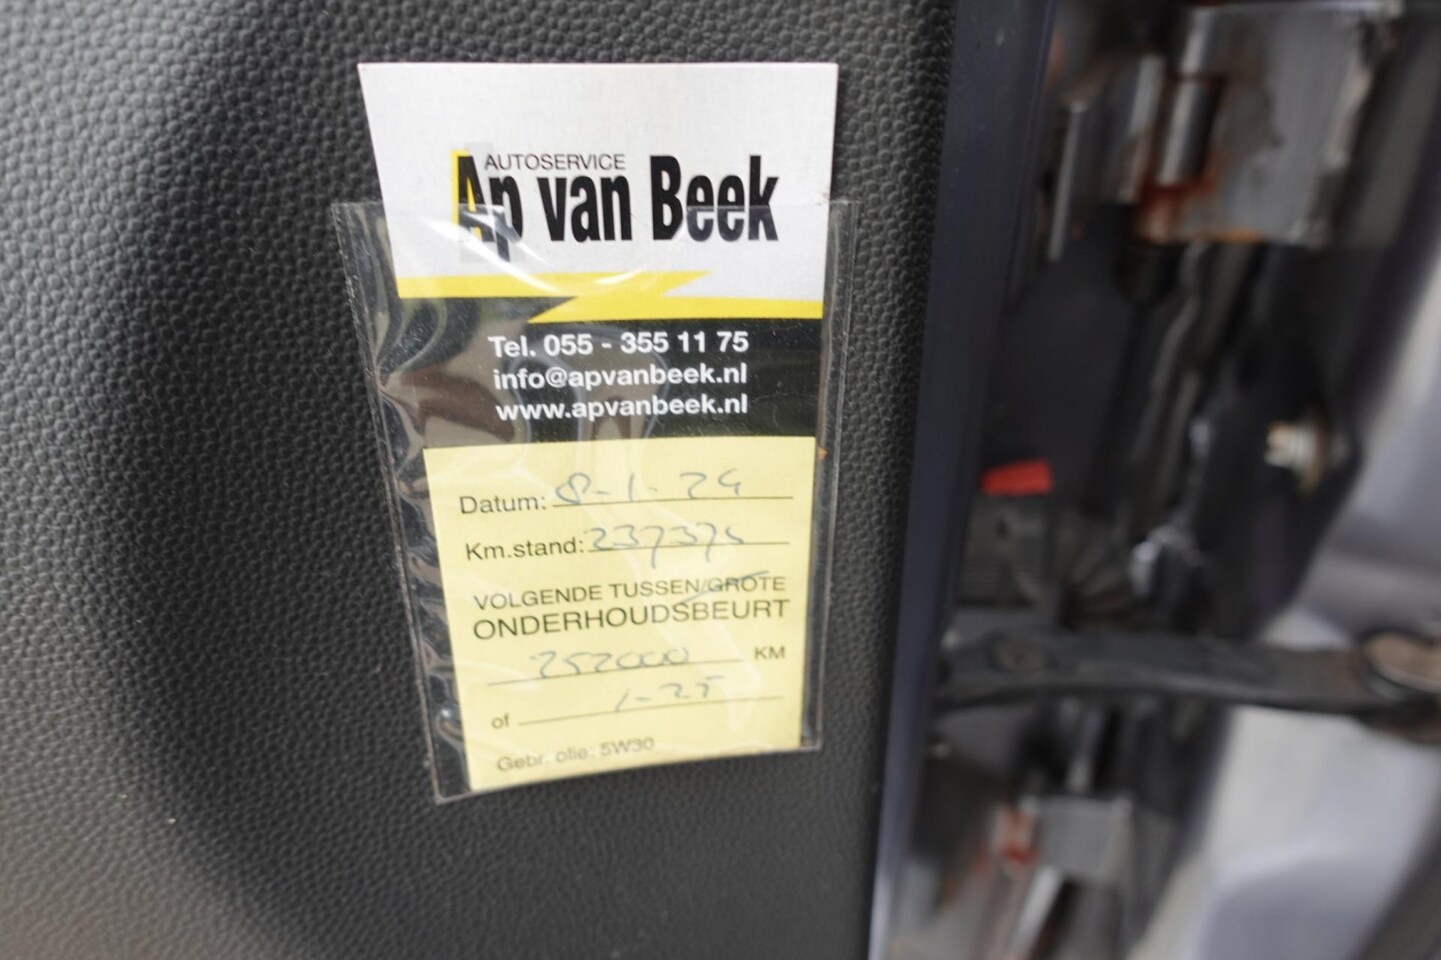 AUTOSERVICE
Ap van Beek
Tel. 055 - 355 11 75
info@apvanbeek.nl
www.apvanbeek.nl
Datum: 8-1-24
Km.stand: 237375
VOLGENDE TUSSEN/GROTE
ONDERHOUDSBEURT
252000 KM
of 1-25
Gebr. olie: 5W30